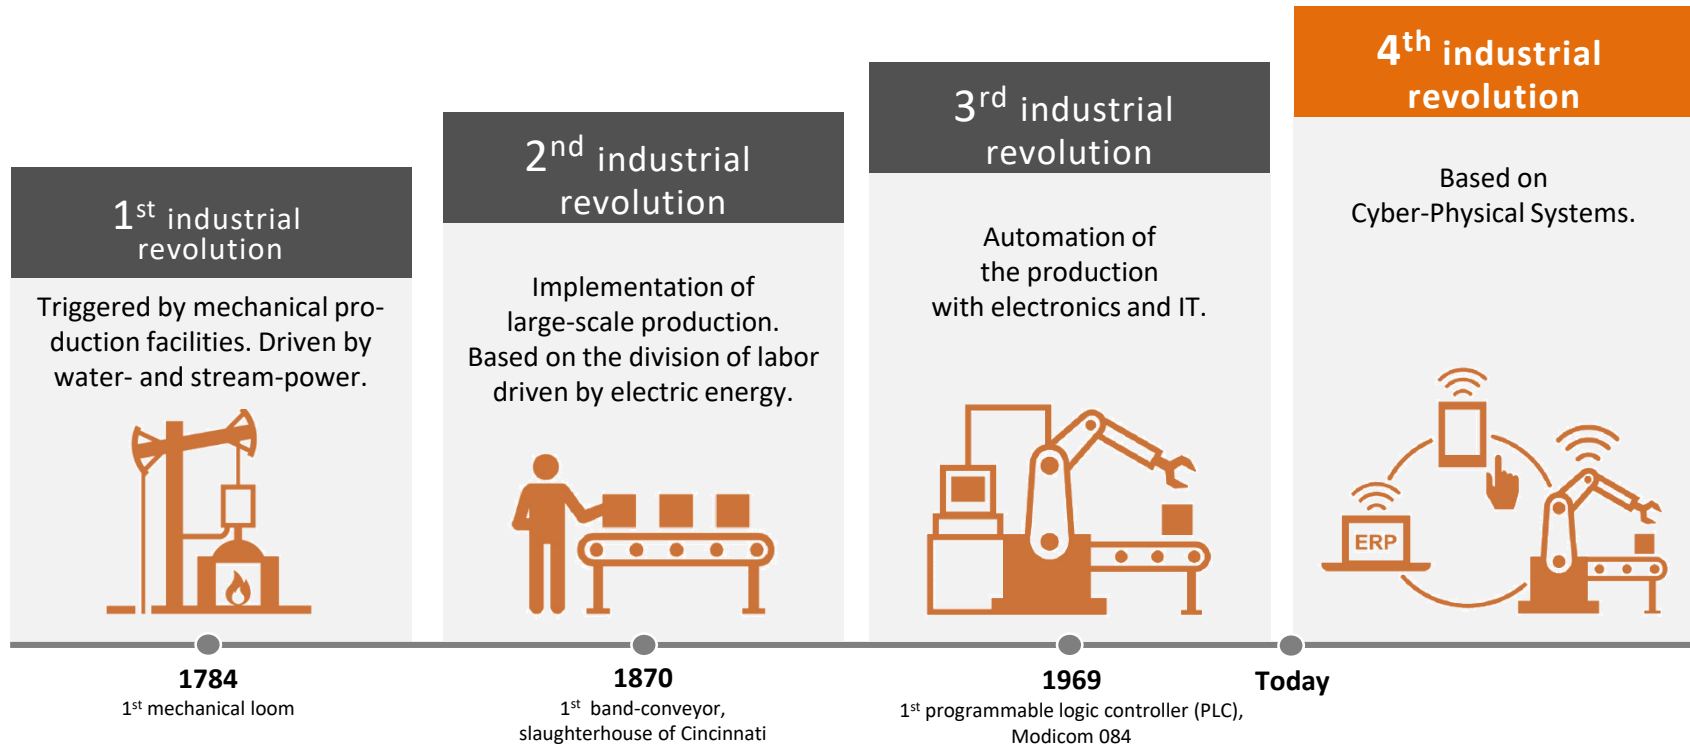 1st industrial
revolution
Triggered by mechanical pro-
duction facilities. Driven by
water- and stream-power.
1784
1st mechanical loom
2nd industrial
revolution
Implementation of
large-scale production.
Based on the division of labor
driven by electric energy.
1870
1st band-conveyor,
slaughterhouse of Cincinnati
3rd industrial
revolution
Automation of
the production
with electronics and IT.
1969
1st programmable logic controller (PLC),
Modicom 084
4th industrial
revolution
Based on
Cyber-Physical Systems.
ERP
Today